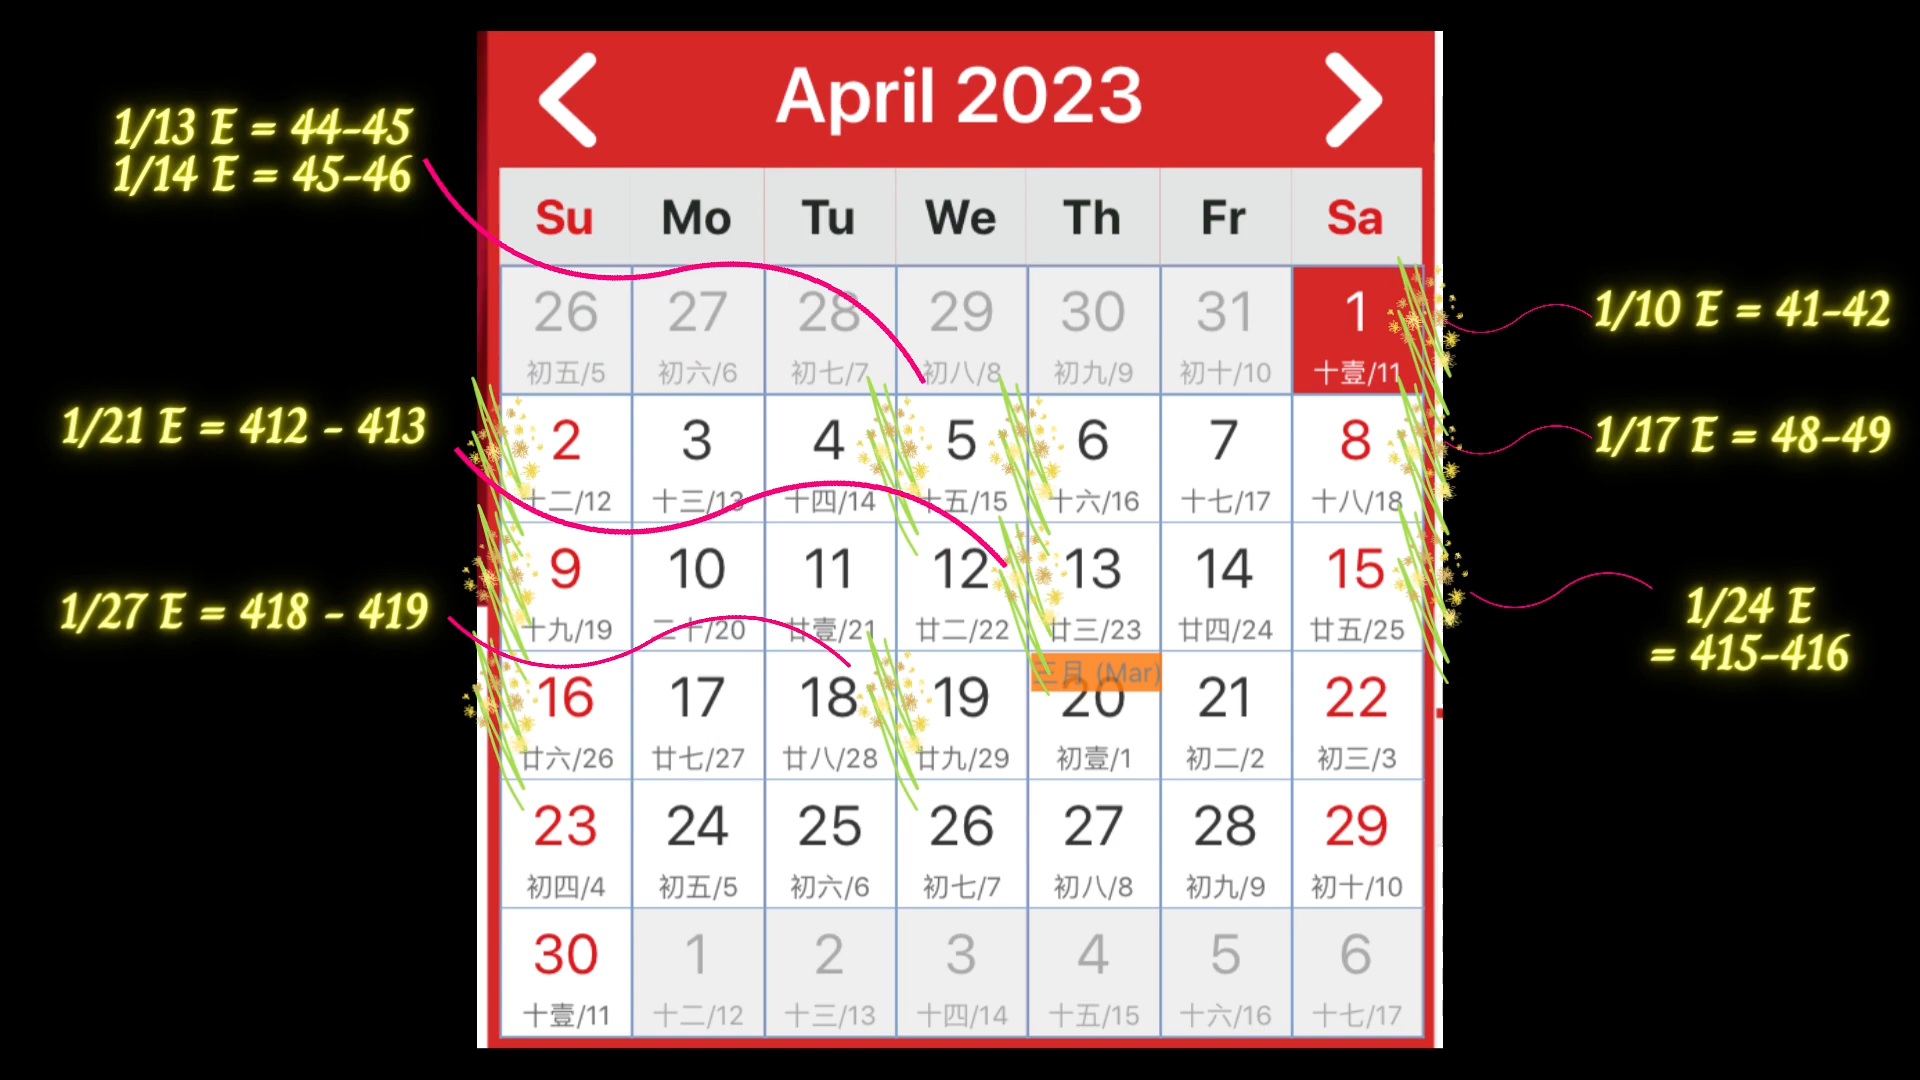 1/13 E = 44-45
1/14 E = 45-46
1/21 E = 412 - 413
1/27 E = 418 - 419
April 2023
Su Mo Tu We Th Fr Sa
26 27 28 29 30 31 1
初五/5 初六/6 初七/7 初八/8 初九/9 初十/10 十壹/11
2 3 4 5 6 7 8
十二/12 十三/13 十四/14 十五/15 十六/16 十七/17 十八/18
9 10 11 12 13 14 15
十九/19 二十/20 廿壹/21 廿二/22 廿三/23 廿四/24 廿五/25
三月 (Mar)
16 17 18 19 20 21 22
廿六/26 廿七/27 廿八/28 廿九/29 初壹/1 初二/2 初三/3
23 24 25 26 27 28 29
初四/4 初五/5 初六/6 初七/7 初八/8 初九/9 初十/10
30 1 2 3 4 5 6
十壹/11 十二/12 十三/13 十四/14 十五/15 十六/16 十七/17
1/10 E = 41-42
1/17 E = 48-49
1/24 E
= 415-416